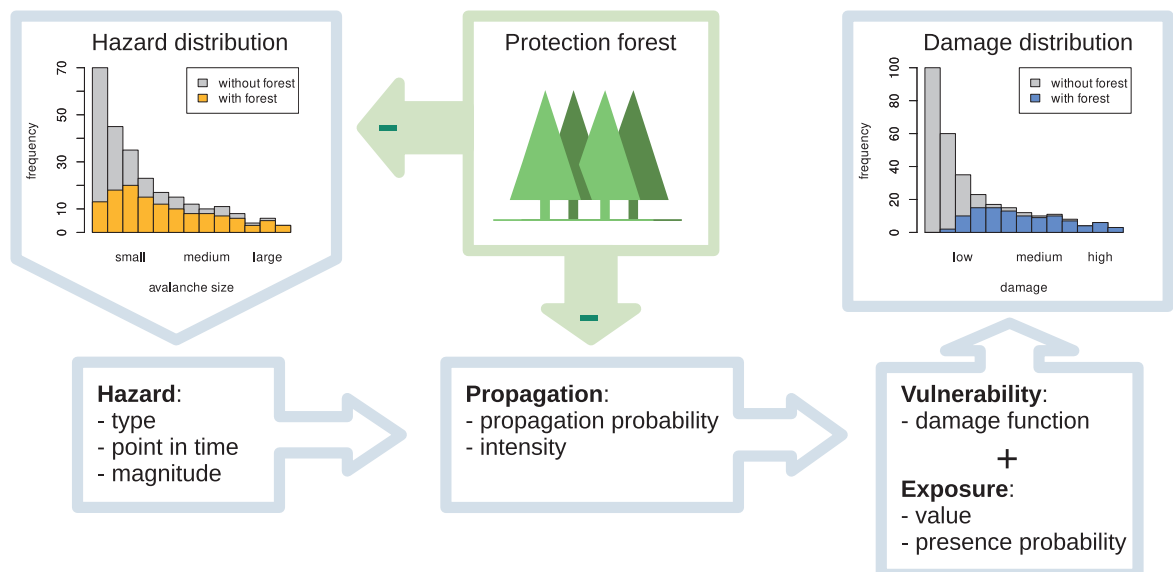 Hazard distribution
70
50
30
10
0
frequency
without forest
with forest
small medium large
avalanche size
Protection forest
-
-
Damage distribution
100
80
60
40
20
0
frequency
without forest
with forest
low medium high
damage
Hazard:
- type
- point in time
- magnitude
Propagation:
- propagation probability
- intensity
Vulnerability:
- damage function
+
Exposure:
- value
- presence probability